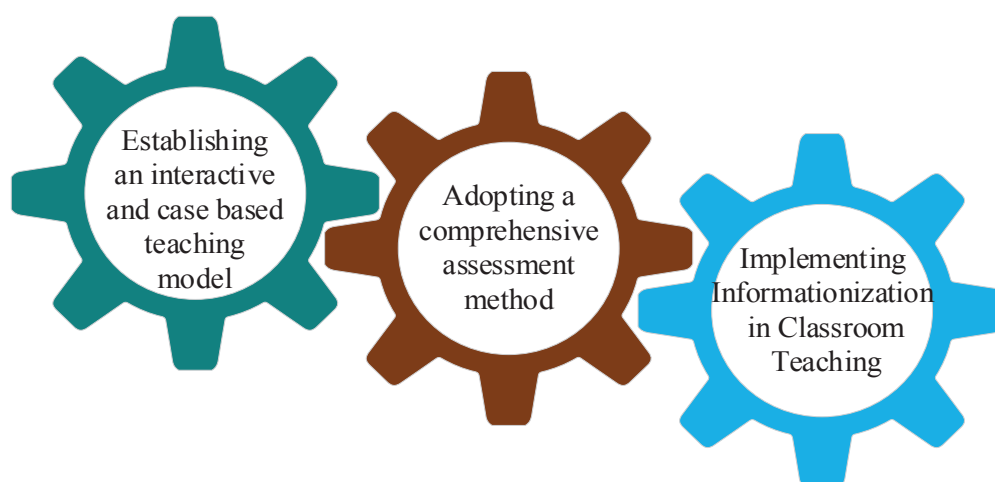 Establishing
an interactive
and case based
teaching
model
Adopting a
comprehensive
assessment
method
Implementing
Informationization
in Classroom
Teaching